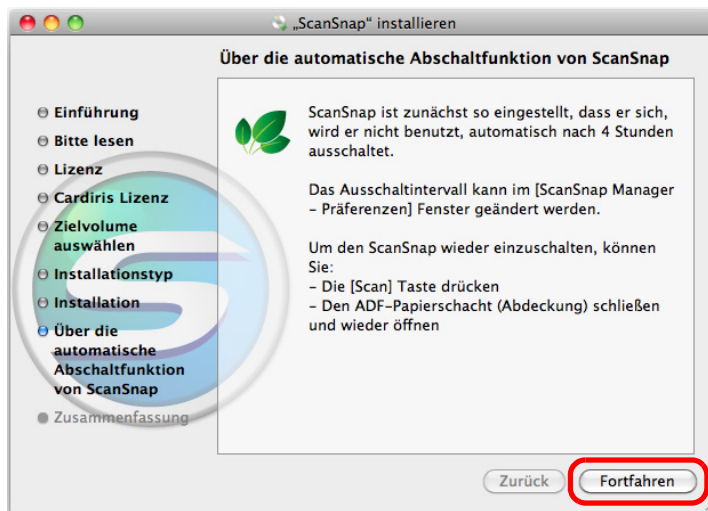 „ScanSnap“ installieren
Über die automatische Abschaltfunktion von ScanSnap
Einführung
Bitte lesen
Lizenz
Cardiris Lizenz
Zielvolume
auswählen
Installationstyp
Installation
Über die
automatische
Abschaltfunktion
von ScanSnap
Zusammenfassung
ScanSnap ist zunächst so eingestellt, dass er sich,
wird er nicht benutzt, automatisch nach 4 Stunden
ausschaltet.
Das Ausschaltintervall kann im [ScanSnap Manager
– Präferenzen] Fenster geändert werden.
Um den ScanSnap wieder einzuschalten, können
Sie:
– Die [Scan] Taste drücken
– Den ADF-Papierschacht (Abdeckung) schließen
und wieder öffnen
Zurück
Fortfahren